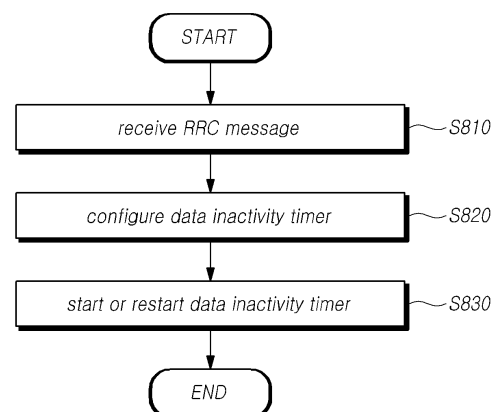 START
receive RRC message
S810
configure data inactivity timer
S820
start or restart data inactivity timer
S830
END